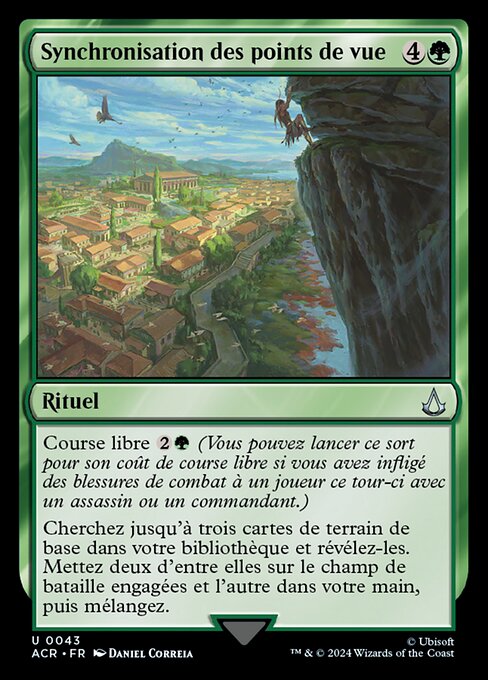 Synchronisation des points de vue 4
Rituel
Course libre 2 (Vous pouvez lancer ce sort
pour son coût de course libre si vous avez infligé
des blessures de combat à un joueur ce tour-ci avec
un assassin ou un commandant.)
Cherchez jusqu'à trois cartes de terrain de
base dans votre bibliothèque et révélez-les.
Mettez deux d'entre elles sur le champ de
bataille engagées et l'autre dans votre main,
puis mélangez.
U 0043
ACR • FR Daniel Correia
© Ubisoft
™ & © 2024 Wizards of the Coast